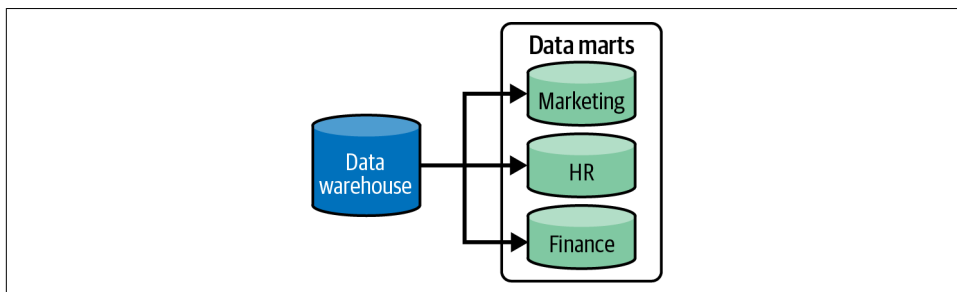 Data marts
Marketing
Data
warehouse
HR
Finance